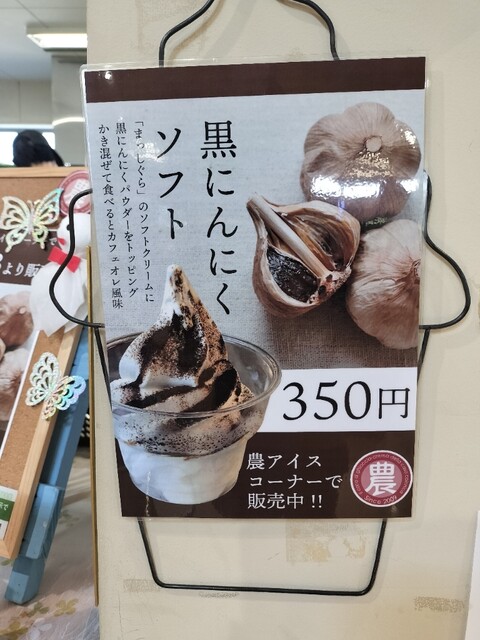 黒にんにく
ソフト
「まっしぐら」のソフトクリームに
黒にんにくパウダーをトッピング
かき混ぜて食べるとカフェオレ風味
350円
農アイス
コーナーで
販売中!!
農
Since 2009
より販